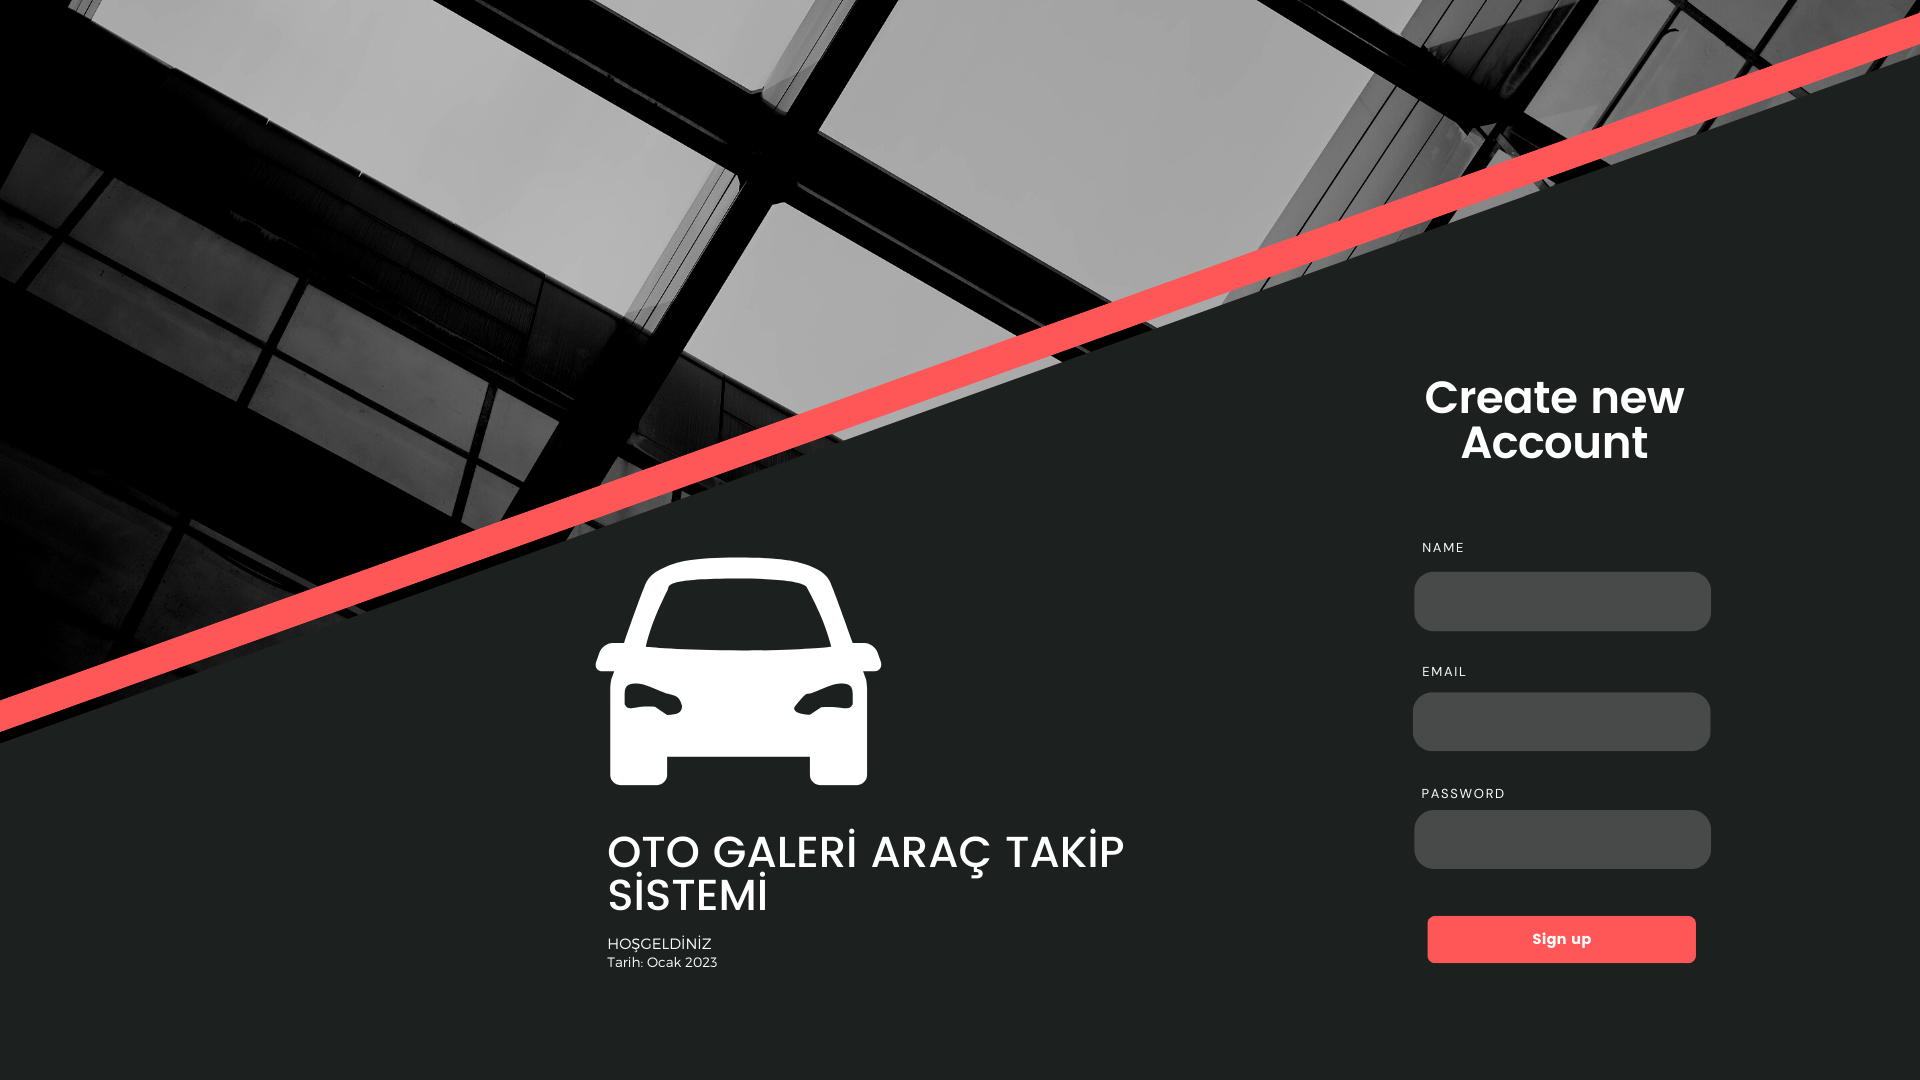 Create new
Account
NAME
EMAIL
PASSWORD
Sign up
OTO GALERİ ARAÇ TAKİP
SİSTEMİ
HOŞGELDİNİZ
Tarih: Ocak 2023